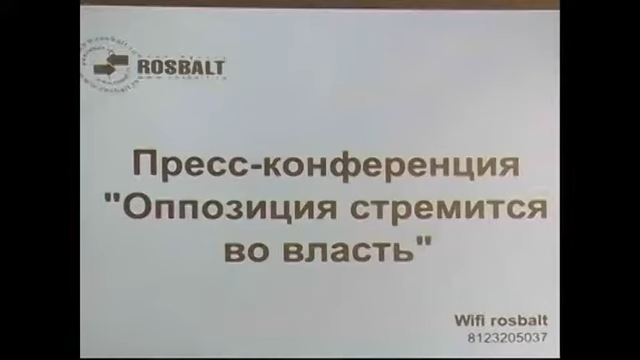 ROSBALT
Пресс-конференция
"Оппозиция стремится
во власть"
Wifi rosbalt
8123205037